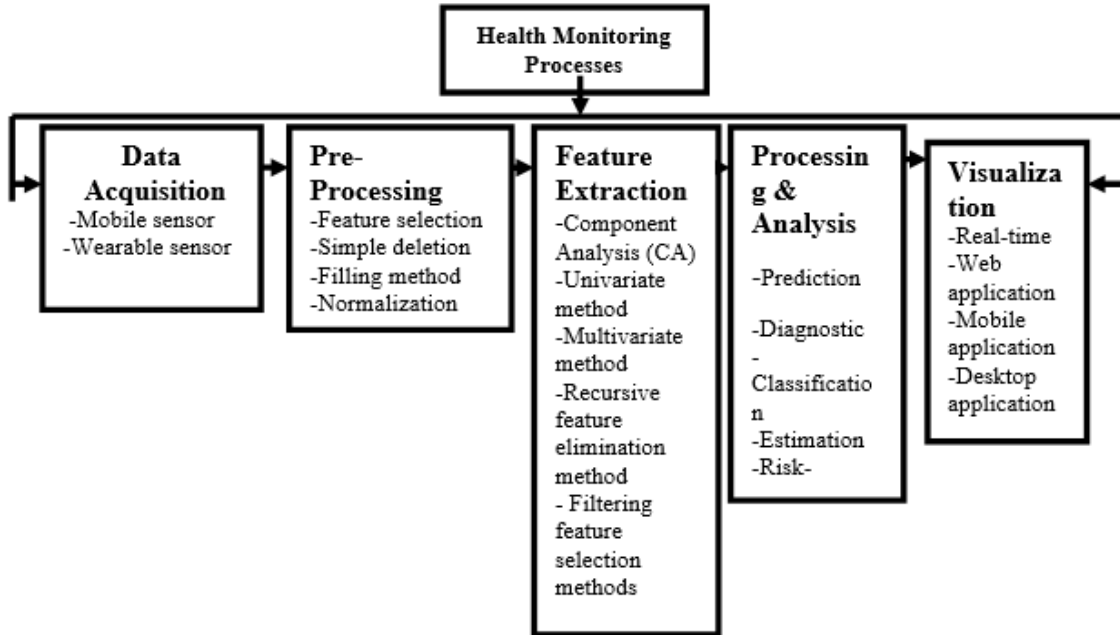 Health Monitoring
Processes
Data
Acquisition
-Mobile sensor
-Wearable sensor
Pre-
Processing
-Feature selection
-Simple deletion
-Filling method
-Normalization
Feature
Extraction
-Component
Analysis (CA)
-Univariate
method
-Multivariate
method
-Recursive
feature
elimination
method
- Filtering
feature
selection
methods
Processin
g &
Analysis
-Prediction
-Diagnostic
-
Classificatio
n
-Estimation
-Risk-
Visualiza
tion
-Real-time
-Web
application
-Mobile
application
-Desktop
application